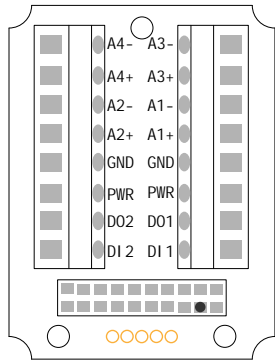 A4- A3-
A4+ A3+
A2- A1-
A2+ A1+
GND GND
PWR PWR
DO2 DO1
DI2 DI1